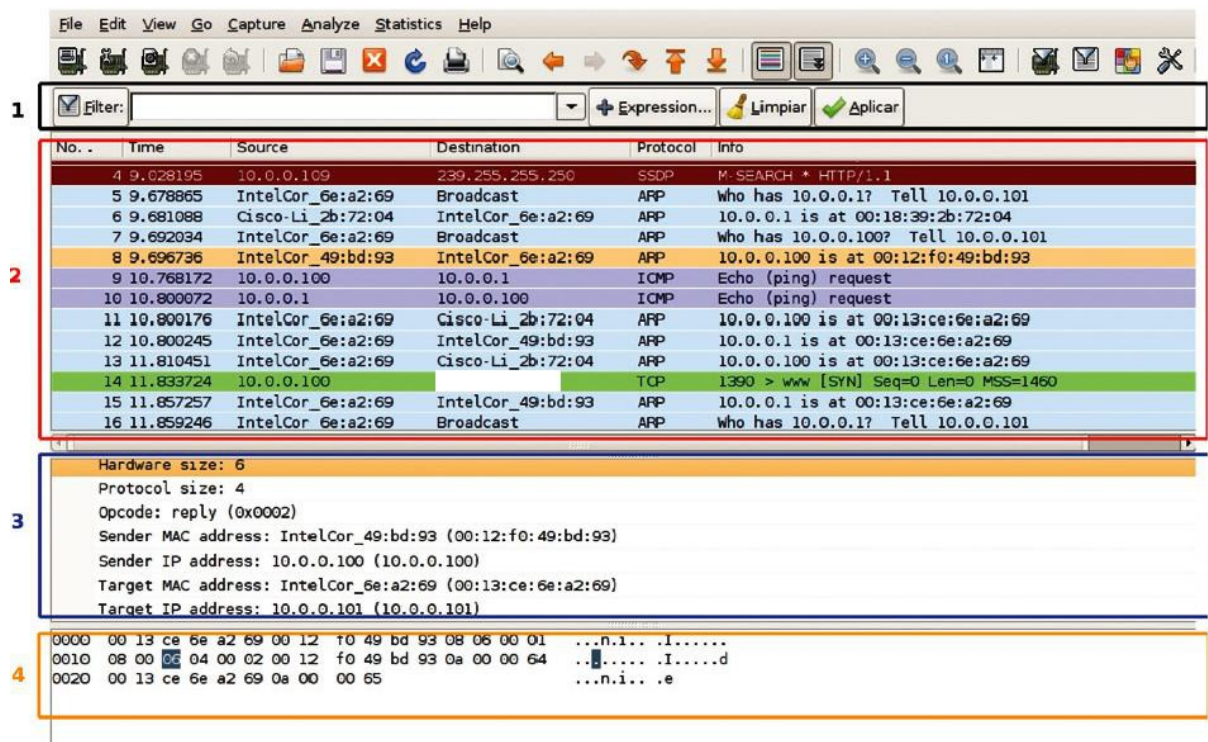 File Edit View Go Capture Analyze Statistics Help
1
Filter: Expression... Limpiar Aplicar
No. . Time Source Destination Protocol Info
4 9.028195 10.0.0.109 239.255.255.250 SSDP M-SEARCH * HTTP/1.1
5 9.678865 IntelCor_6e:a2:69 Broadcast ARP Who has 10.0.0.1? Tell 10.0.0.101
6 9.681088 Cisco-Li_2b:72:04 IntelCor_6e:a2:69 ARP 10.0.0.1 is at 00:18:39:2b:72:04
7 9.692034 IntelCor_6e:a2:69 Broadcast ARP Who has 10.0.0.100? Tell 10.0.0.101
2
8 9.696736 IntelCor_49:bd:93 IntelCor_6e:a2:69 ARP 10.0.0.100 is at 00:12:f0:49:bd:93
9 10.768172 10.0.0.100 10.0.0.1 ICMP Echo (ping) request
10 10.800072 10.0.0.1 10.0.0.100 ICMP Echo (ping) request
11 10.800176 IntelCor_6e:a2:69 Cisco-Li_2b:72:04 ARP 10.0.0.100 is at 00:13:ce:6e:a2:69
12 10.800245 IntelCor_6e:a2:69 IntelCor_49:bd:93 ARP 10.0.0.1 is at 00:13:ce:6e:a2:69
13 11.810451 IntelCor_6e:a2:69 Cisco-Li_2b:72:04 ARP 10.0.0.100 is at 00:13:ce:6e:a2:69
14 11.833724 10.0.0.100 TCP 1390 > www [SYN] Seq=0 Len=0 MSS=1460
15 11.857257 IntelCor_6e:a2:69 IntelCor_49:bd:93 ARP 10.0.0.1 is at 00:13:ce:6e:a2:69
16 11.859246 IntelCor_6e:a2:69 Broadcast ARP Who has 10.0.0.1? Tell 10.0.0.101
Hardware size: 6
Protocol size: 4
3
Opcode: reply (0x0002)
Sender MAC address: IntelCor_49:bd:93 (00:12:f0:49:bd:93)
Sender IP address: 10.0.0.100 (10.0.0.100)
Target MAC address: IntelCor_6e:a2:69 (00:13:ce:6e:a2:69)
Target IP address: 10.0.0.101 (10.0.0.101)
0000 00 13 ce 6e a2 69 00 12 f0 49 bd 93 08 06 00 01 ...n.i.. .I......
0010 08 00 06 04 00 02 00 12 f0 49 bd 93 0a 00 00 64 ........ .I.....d
4
0020 00 13 ce 6e a2 69 0a 00 00 65 ...n.i.. .e